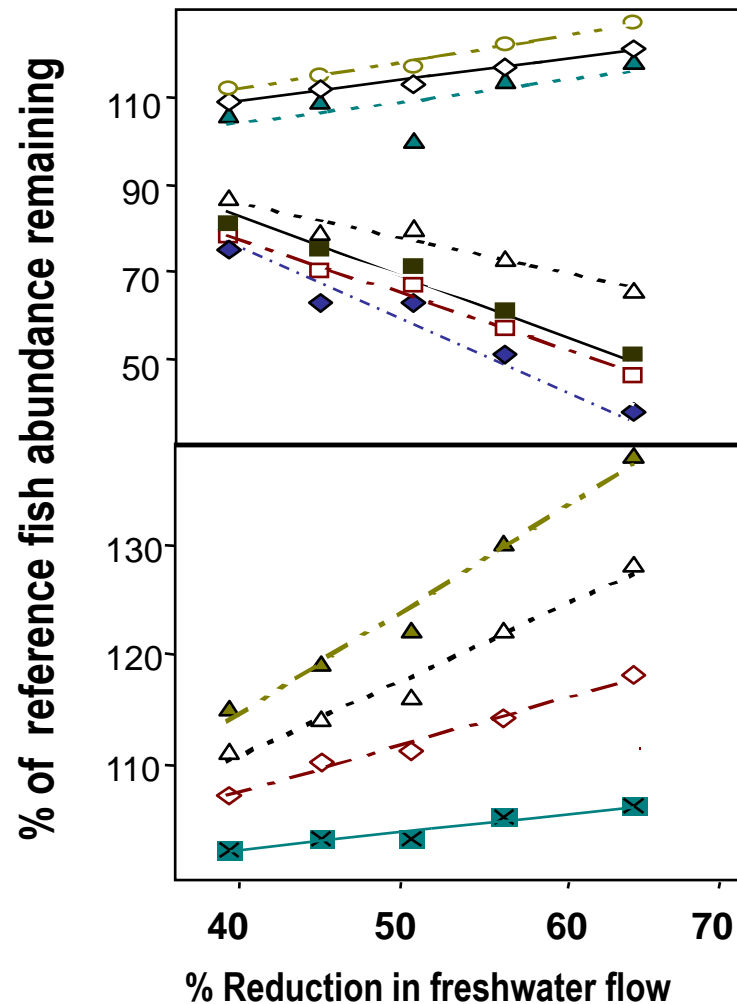 % of reference fish abundance remaining
110
90
70
50
130
120
110
40 50 60 70
% Reduction in freshwater flow